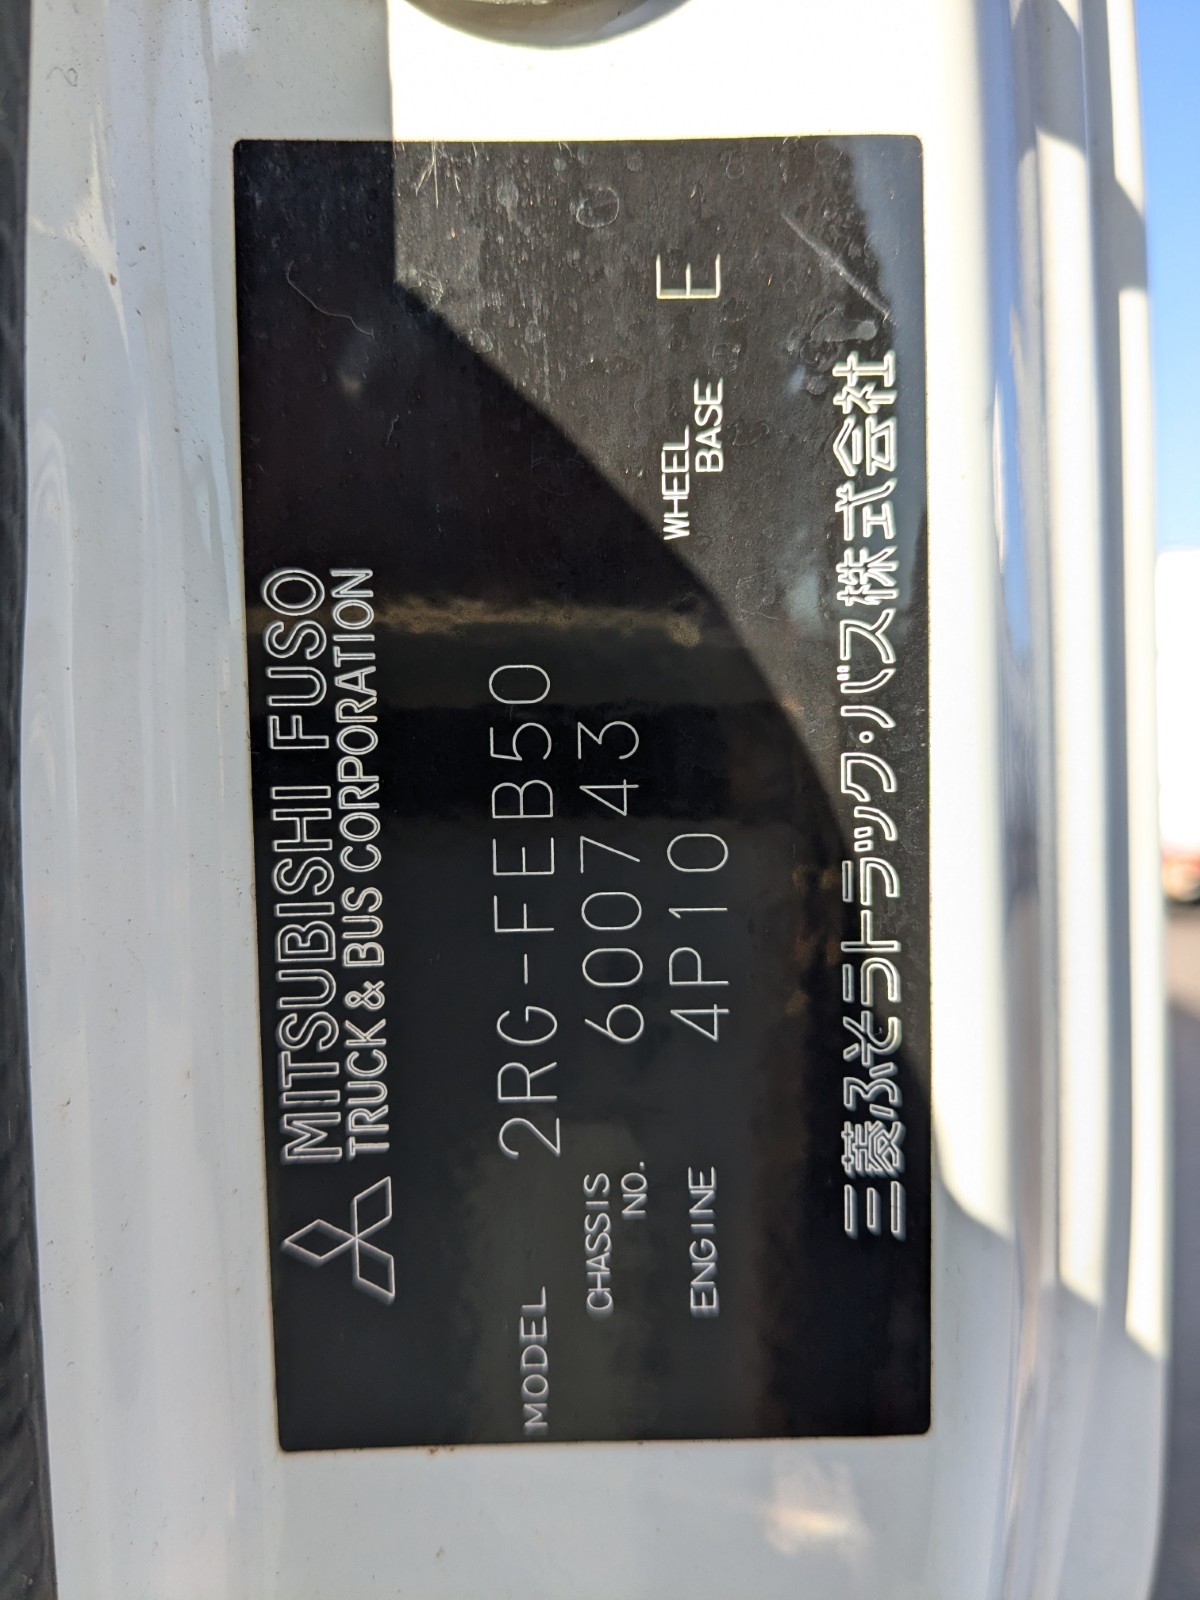 MITSUBISHI FUSO
TRUCK & BUS CORPORATION
MODEL 2RG-FEB50
CHASSIS NO. 600743
ENGINE 4P10 WHEEL BASE E
三菱ふそうトラック・バス株式会社